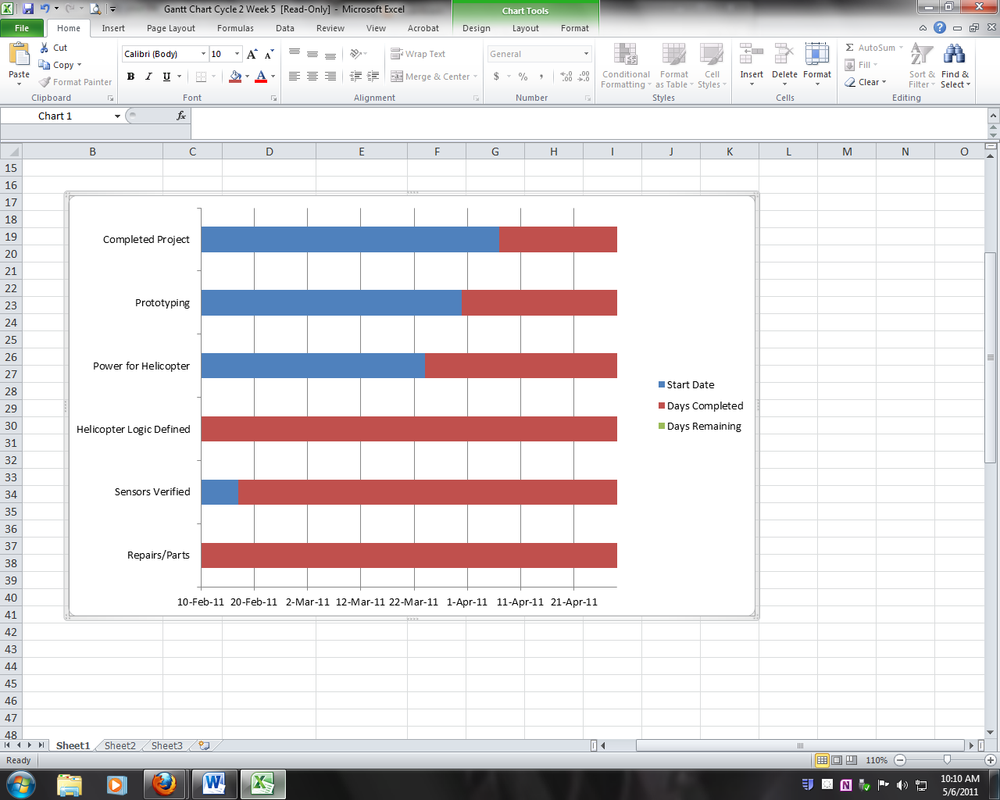 Gantt Chart Cycle 2 Week 5 [Read-Only] - Microsoft Excel
Chart Tools
File Home Insert Page Layout Formulas Data Review View Acrobat Design Layout Format
Paste
Cut
Copy
Format Painter
Clipboard
Calibri (Body) 10 A A
B I U A
Font
Wrap Text
Merge & Center
Alignment
General
$ % , .00 .00
Number
Conditional Formatting
Format as Table
Cell Styles
Styles
Insert Delete Format
Cells
Σ AutoSum
Fill
Clear
Sort & Filter
Find & Select
Editing
Chart 1 fx
B C D E F G H I J K L M N O
15
16
17
18
19
20
21
22
23
24
25
26
27
28
29
30
31
32
33
34
35
36
37
38
39
40
41
42
43
44
45
46
47
48
Completed Project
Prototyping
Power for Helicopter
Helicopter Logic Defined
Sensors Verified
Repairs/Parts
10-Feb-11 20-Feb-11 2-Mar-11 12-Mar-11 22-Mar-11 1-Apr-11 11-Apr-11 21-Apr-11
Start Date
Days Completed
Days Remaining
Sheet1 Sheet2 Sheet3
Ready 110%
10:10 AM
5/6/2011